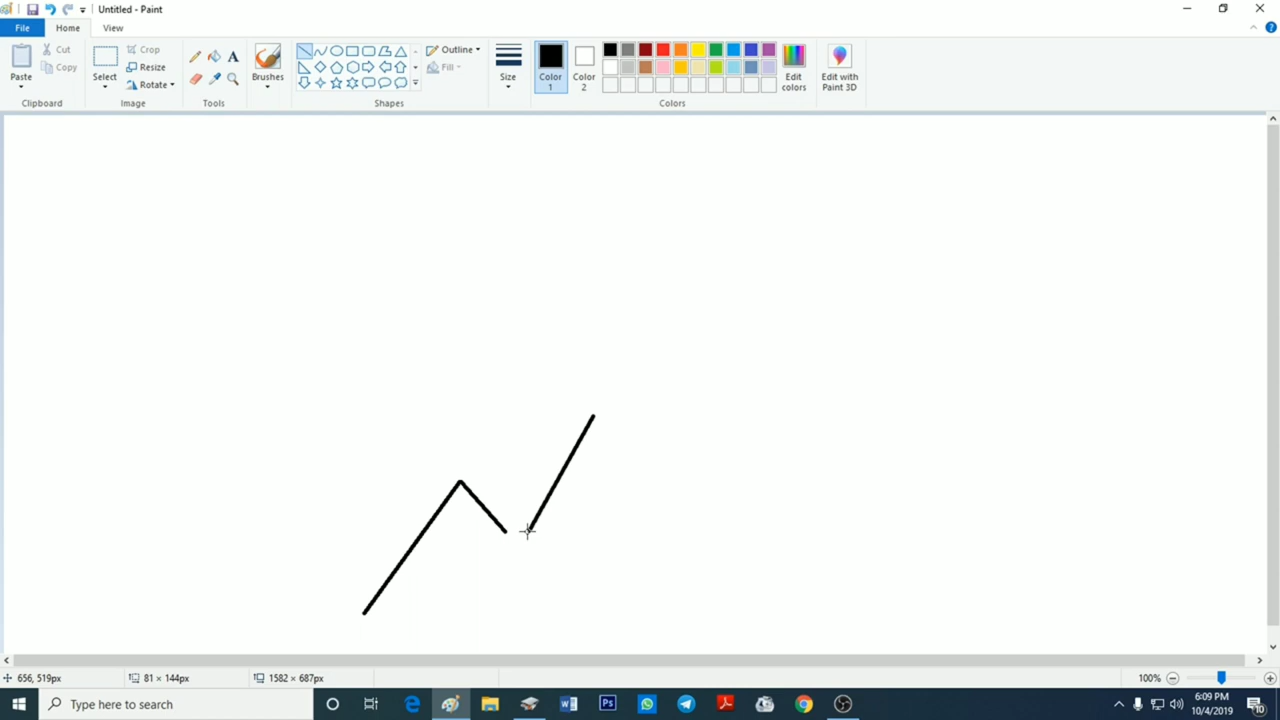 Untitled - Paint
File
Home
View
Paste
Cut
Copy
Clipboard
Select
Crop
Resize
Rotate
Image
Tools
Brushes
Shapes
Outline
Fill
Size
Color 1
Color 2
Edit colors
Colors
Edit with Paint 3D
656, 519px
81 × 144px
1582 × 687px
100%
Type here to search
Ps
6:09 PM
10/4/2019
10